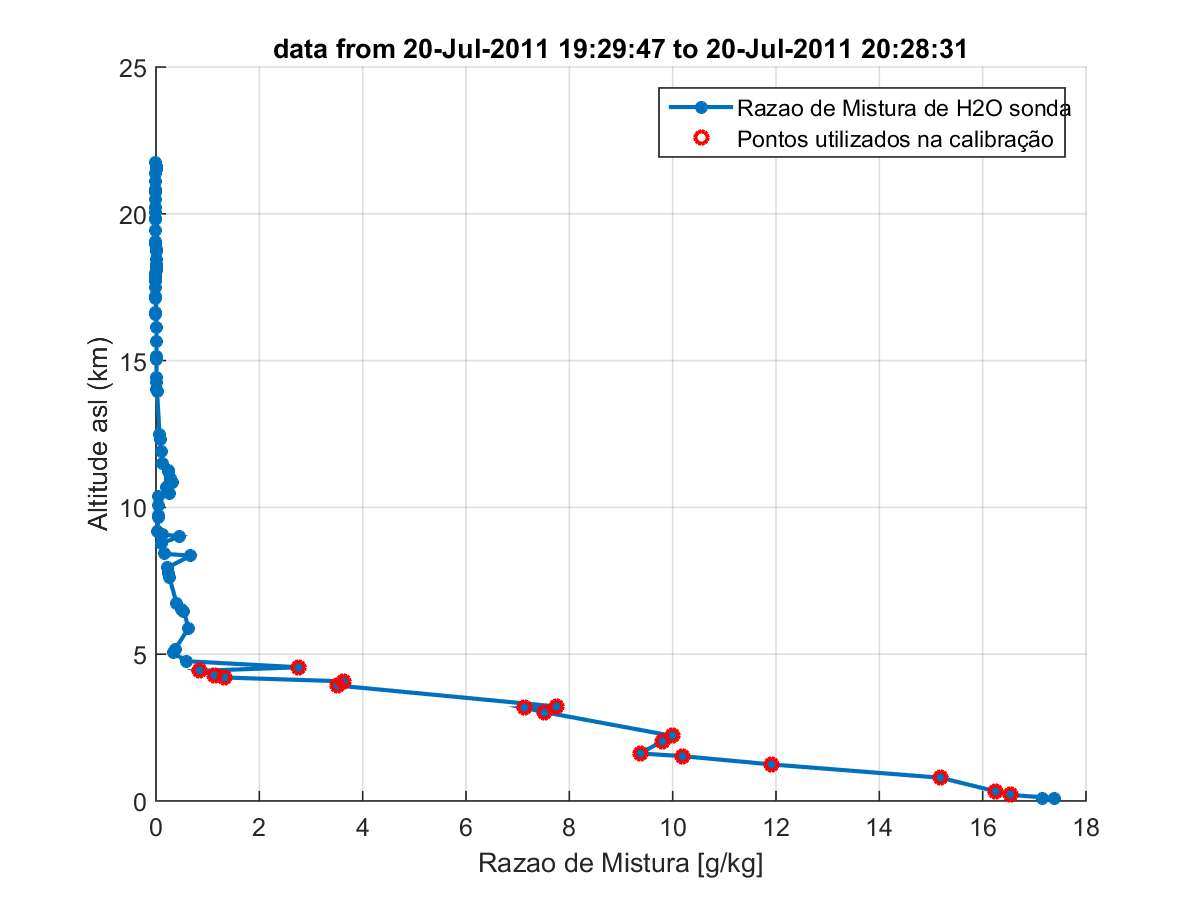 data from 20-Jul-2011 19:29:47 to 20-Jul-2011 20:28:31
Razao de Mistura de H2O sonda
Pontos utilizados na calibração
25
20
15
10
5
0
Altitude asl (km)
0 2 4 6 8 10 12 14 16 18
Razao de Mistura [g/kg]